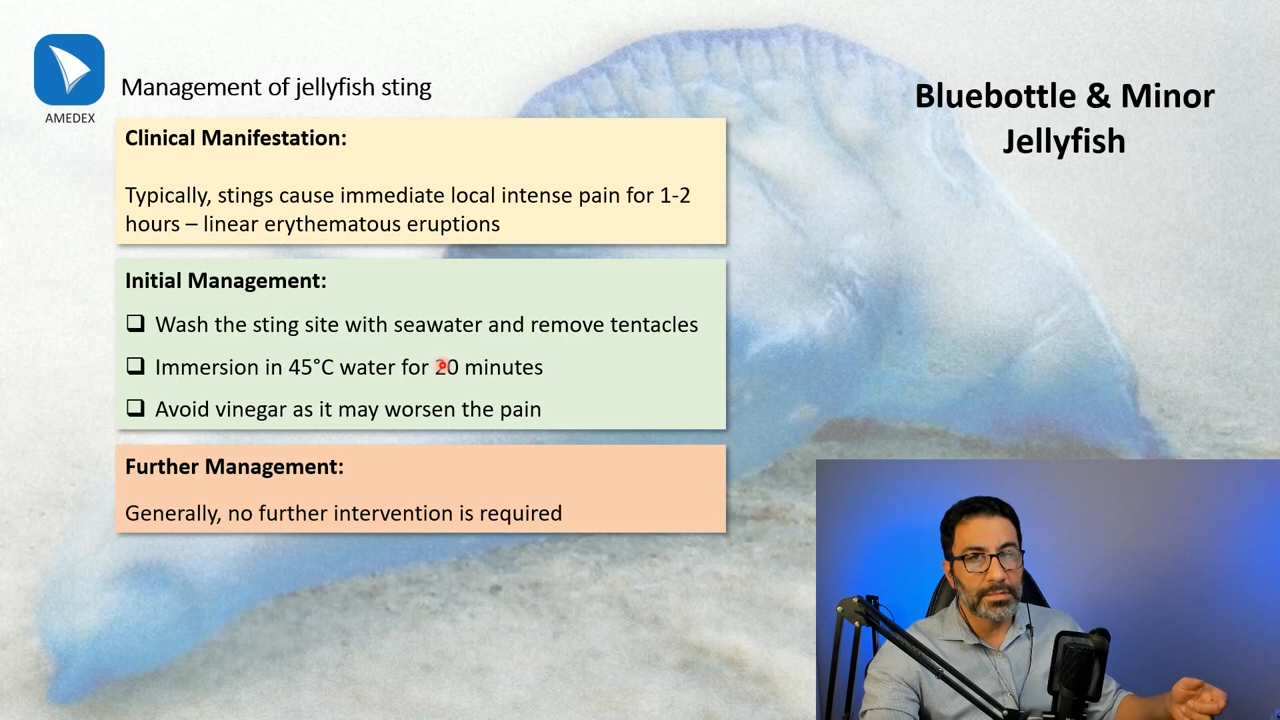 Management of jellyfish sting
AMEDEX
Bluebottle & Minor
Jellyfish
Clinical Manifestation:
Typically, stings cause immediate local intense pain for 1-2
hours – linear erythematous eruptions
Initial Management:
❑ Wash the sting site with seawater and remove tentacles
❑ Immersion in 45°C water for 20 minutes
❑ Avoid vinegar as it may worsen the pain
Further Management:
Generally, no further intervention is required